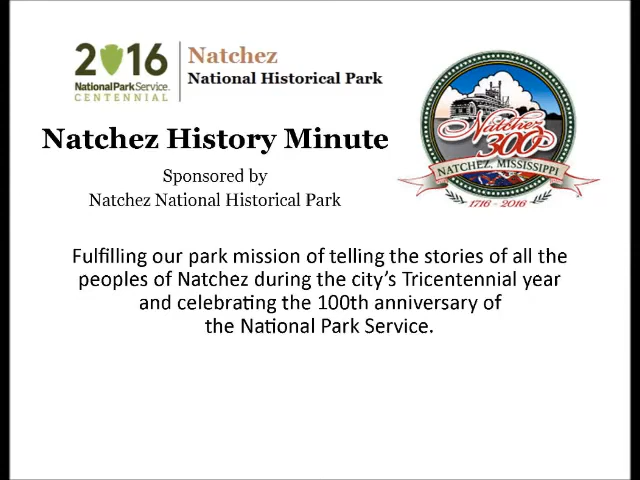 2016
National Park Service
CENTENNIAL
Natchez
National Historical Park
Natchez History Minute
Sponsored by
Natchez National Historical Park
Natchez
300
NATCHEZ, MISSISSIPPI
1716 - 2016
Fulfilling our park mission of telling the stories of all the
peoples of Natchez during the city's Tricentennial year
and celebrating the 100th anniversary of
the National Park Service.